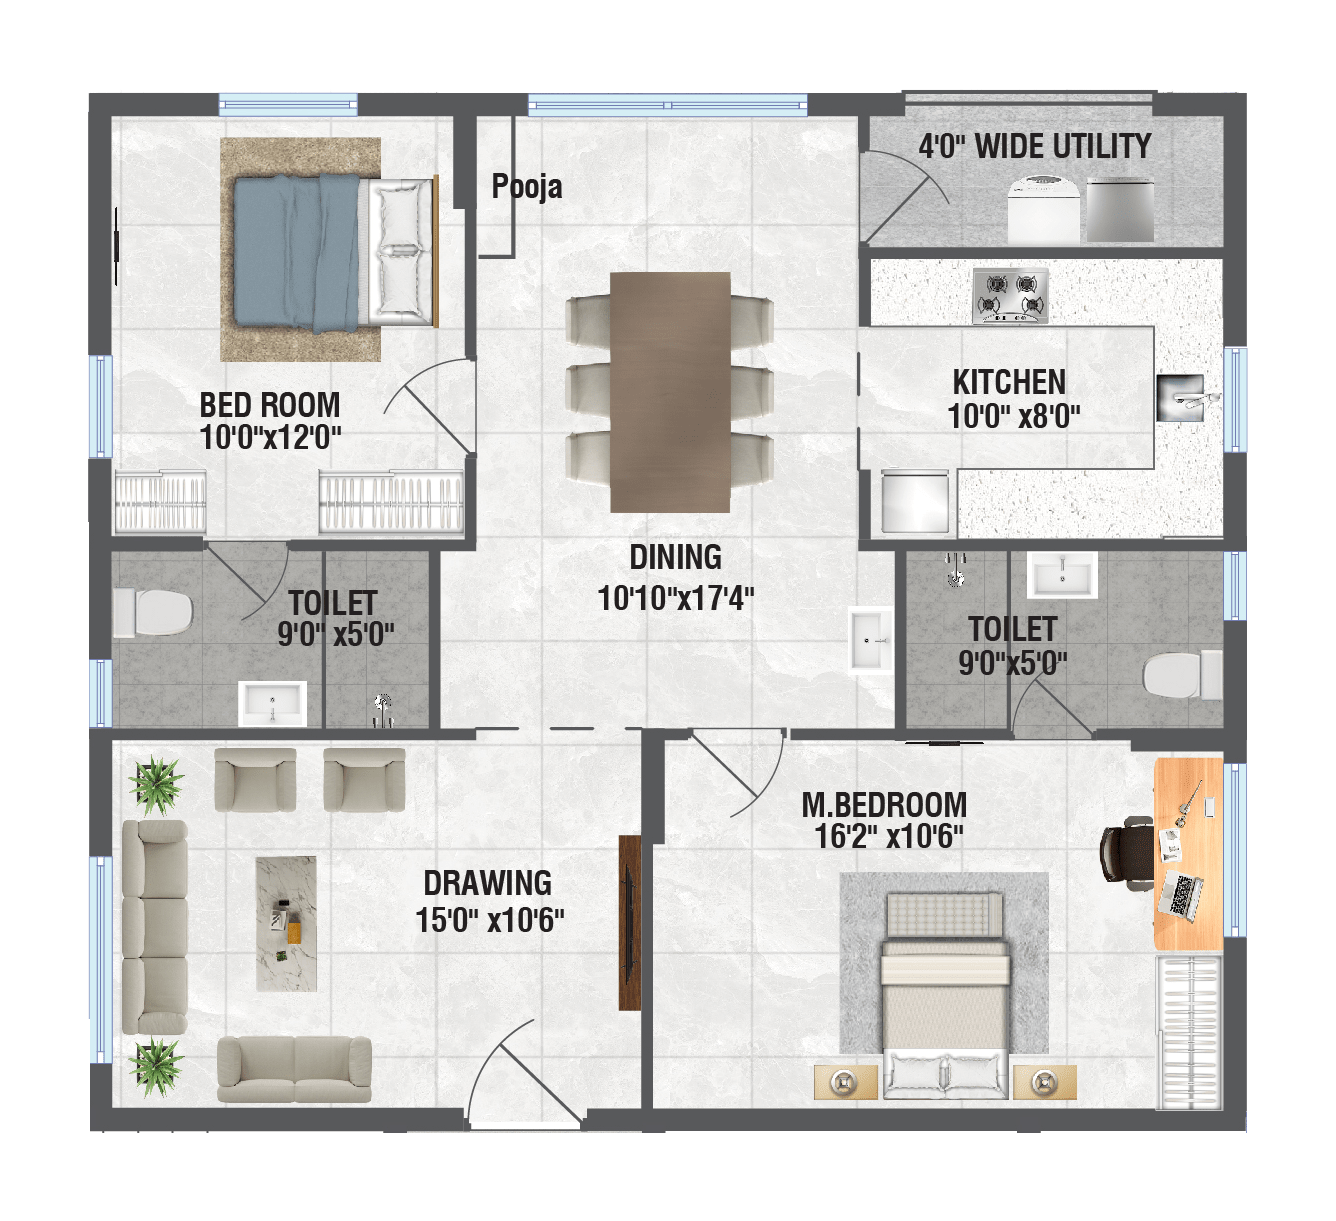 4'0" WIDE UTILITY
Pooja
BED ROOM
10'0"x12'0"
KITCHEN
10'0" x8'0"
DINING
10'10"x17'4"
TOILET
9'0" x5'0"
TOILET
9'0"x5'0"
M.BEDROOM
16'2" x10'6"
DRAWING
15'0" x10'6"